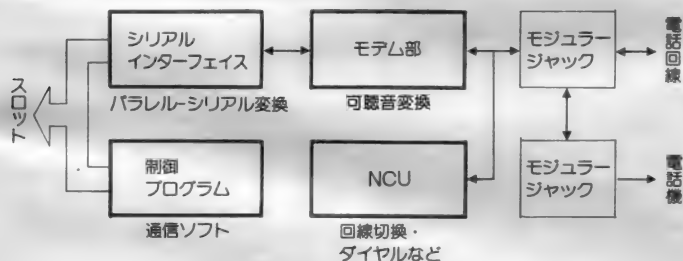 スロット
シリアル
インターフェイス
パラレル-シリアル変換
モデム部
可聴音変換
モジュラー
ジャック
電話回線
制御
プログラム
通信ソフト
NCU
回線切換・
ダイヤルなど
モジュラー
ジャック
電話機